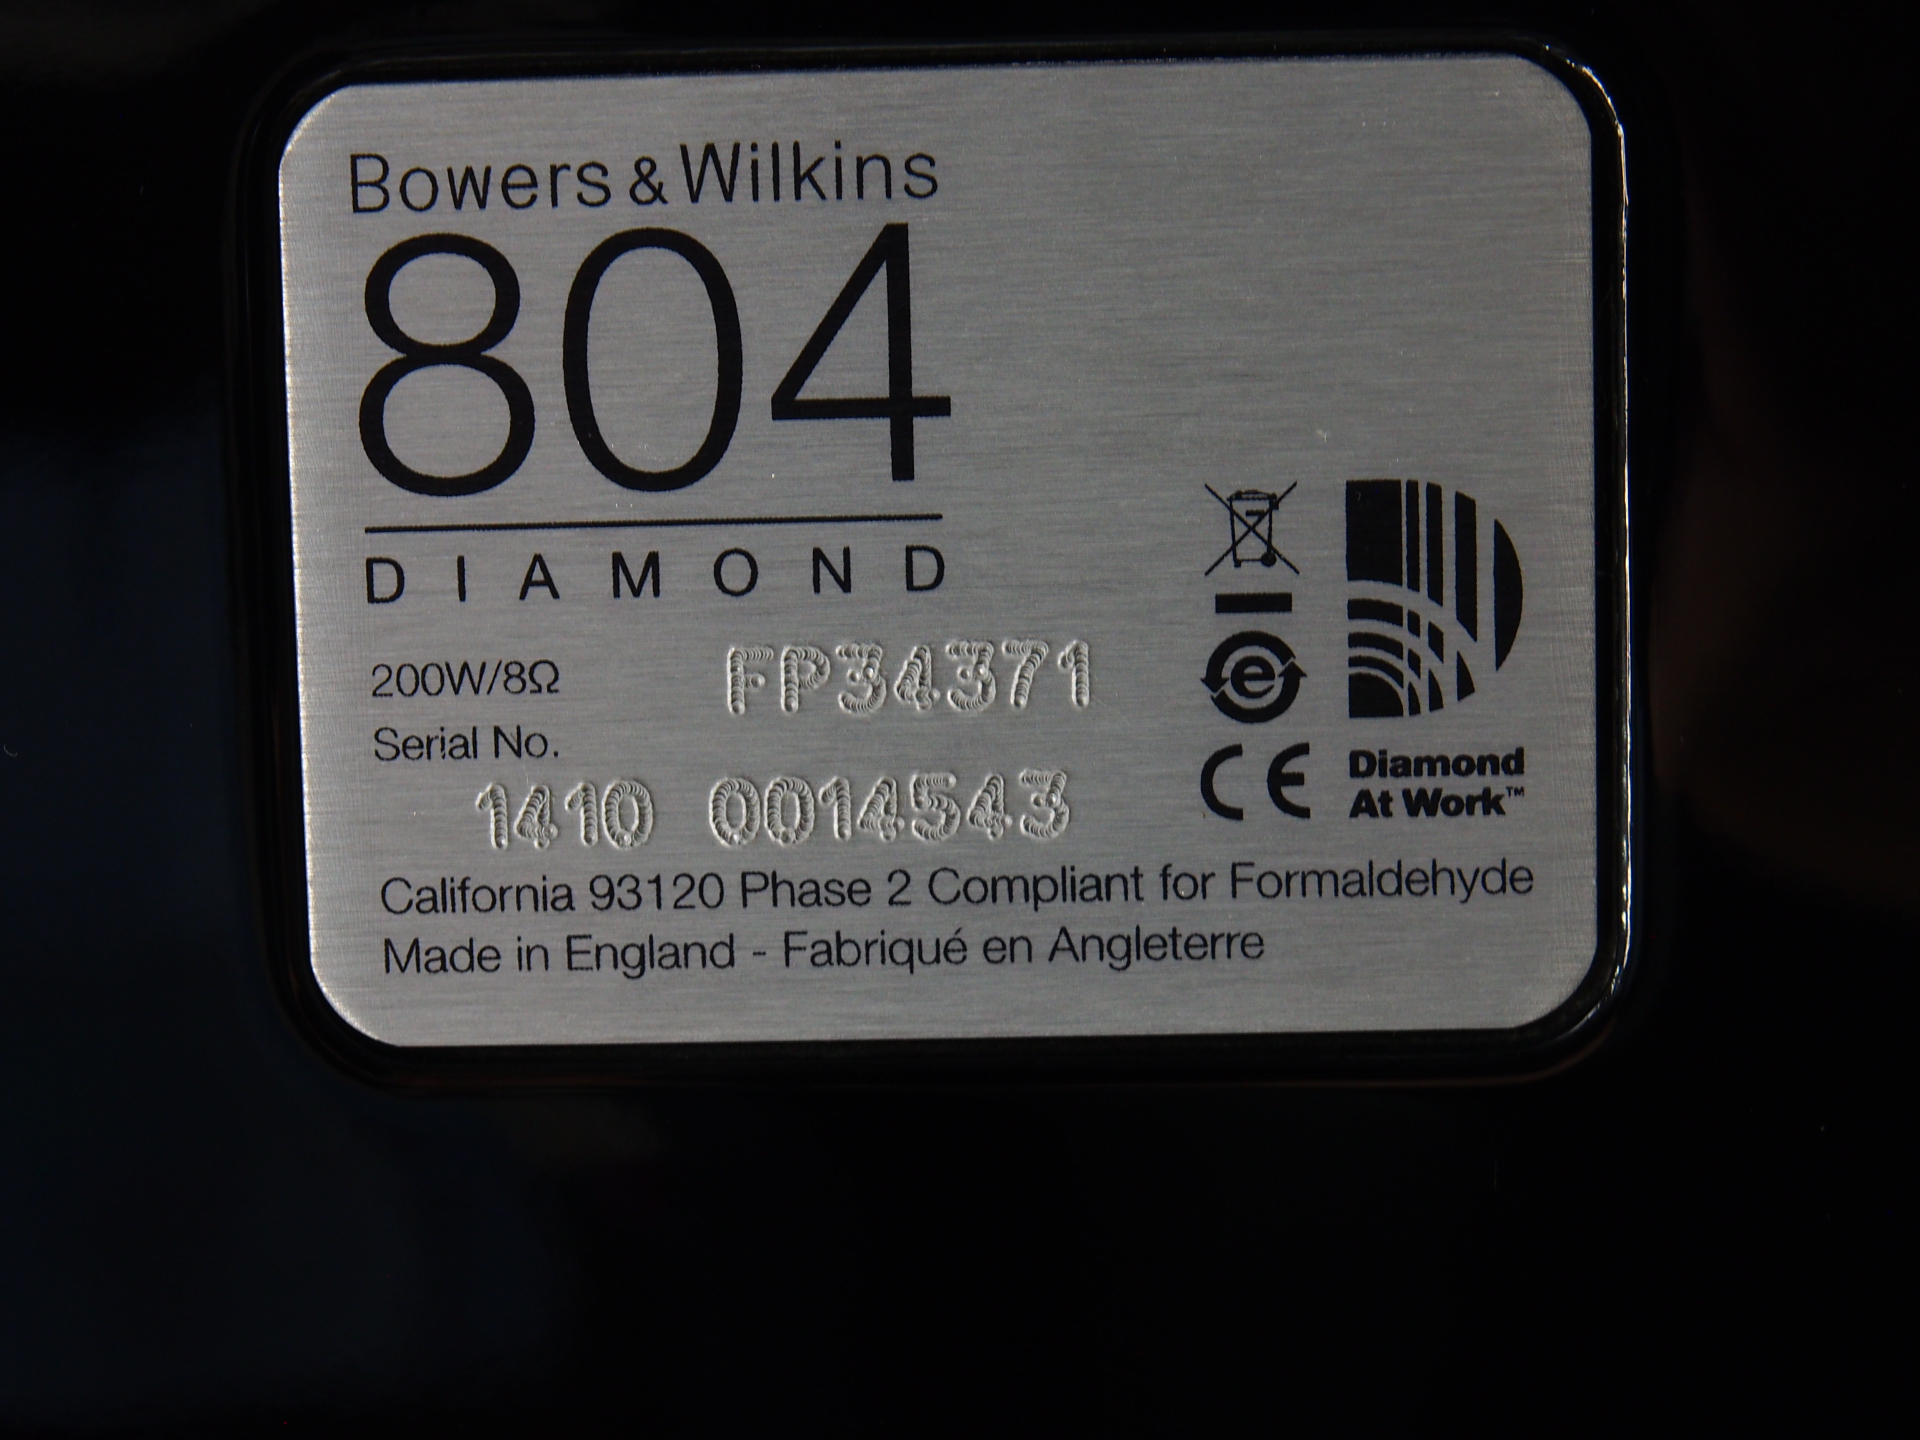 Bowers & Wilkins
804
DIAMOND
200W/8Ω
FP34371
Serial No.
1410 0014543
e
CE
Diamond
At Work™
California 93120 Phase 2 Compliant for Formaldehyde
Made in England - Fabriqué en Angleterre